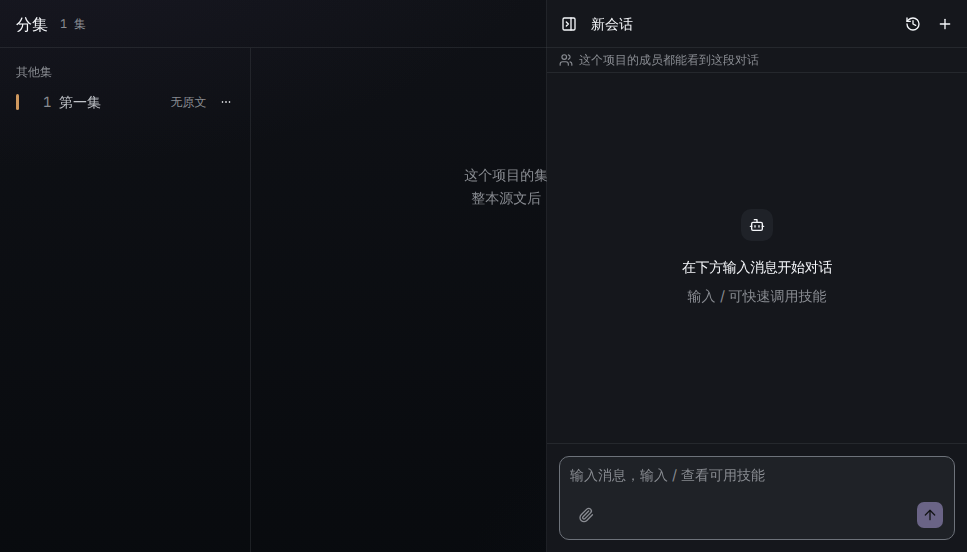 分集 1 集
其他集
1 第一集 无原文 ···
这个项目的集
整本源文后
新会话
这个项目的成员都能看到这段对话
在下方输入消息开始对话
输入 / 可快速调用技能
输入消息，输入 / 查看可用技能